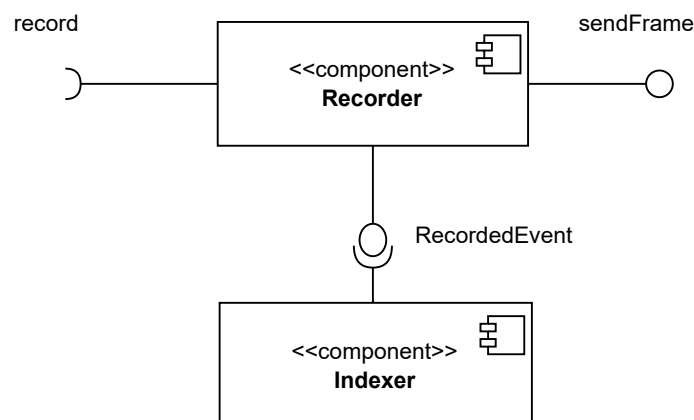 record
sendFrame
<<component>>
Recorder
RecordedEvent
<<component>>
Indexer